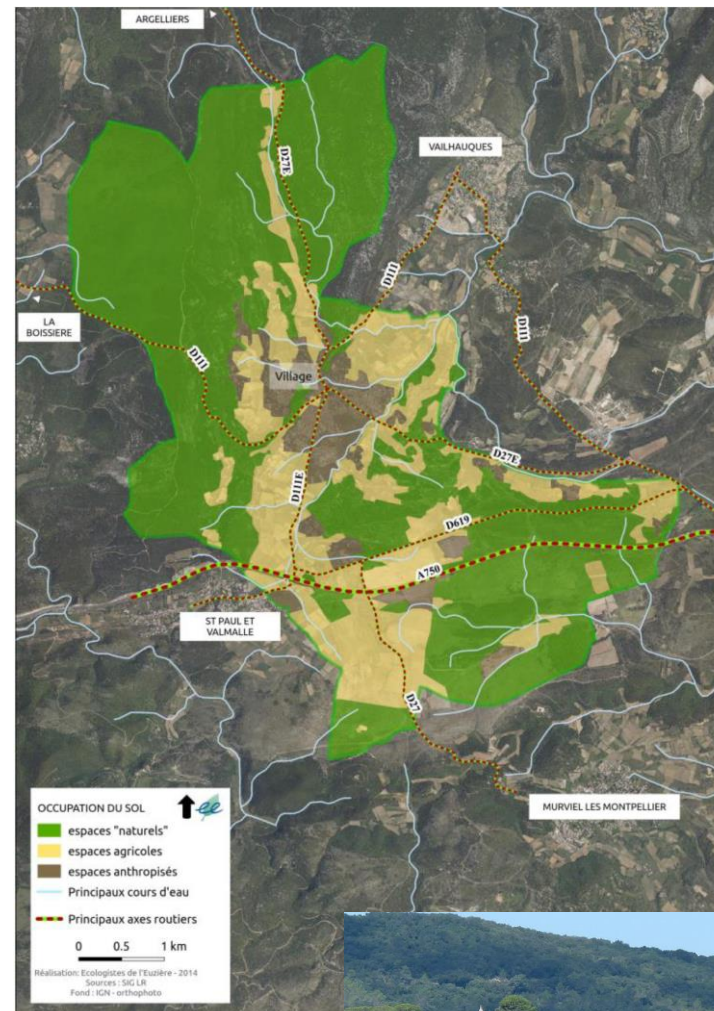 ARGELLIERS
D27E
VAILHAUQUES
D111
LA
BOISSIERE
D111
D111
Village
D27E
D111E
D619
A750
ST PAUL ET
VALMALLE
D27
MURVIEL LES MONTPELLIER
OCCUPATION DU SOL
espaces "naturels"
espaces agricoles
espaces anthropisés
Principaux cours d'eau
Principaux axes routiers
0 0.5 1 km
Réalisation: Ecologistes de l'Euzière - 2014
Sources : SIG LR
Fond : IGN - orthophoto